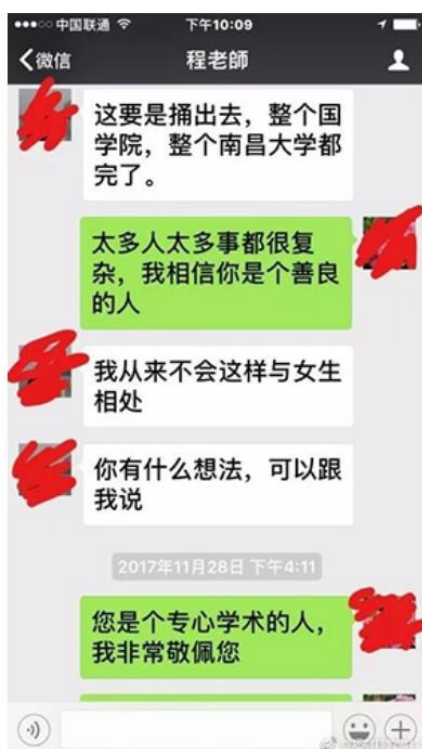 中国联通
下午10:09
微信
程老師
这要是捅出去，整个国
学院，整个南昌大学都
完了。
太多人太多事都很复
杂，我相信你是个善良
的人
我从来不会这样与女生
相处
你有什么想法，可以跟
我说
2017年11月28日 下午4:11
您是个专心学术的人，
我非常敬佩您